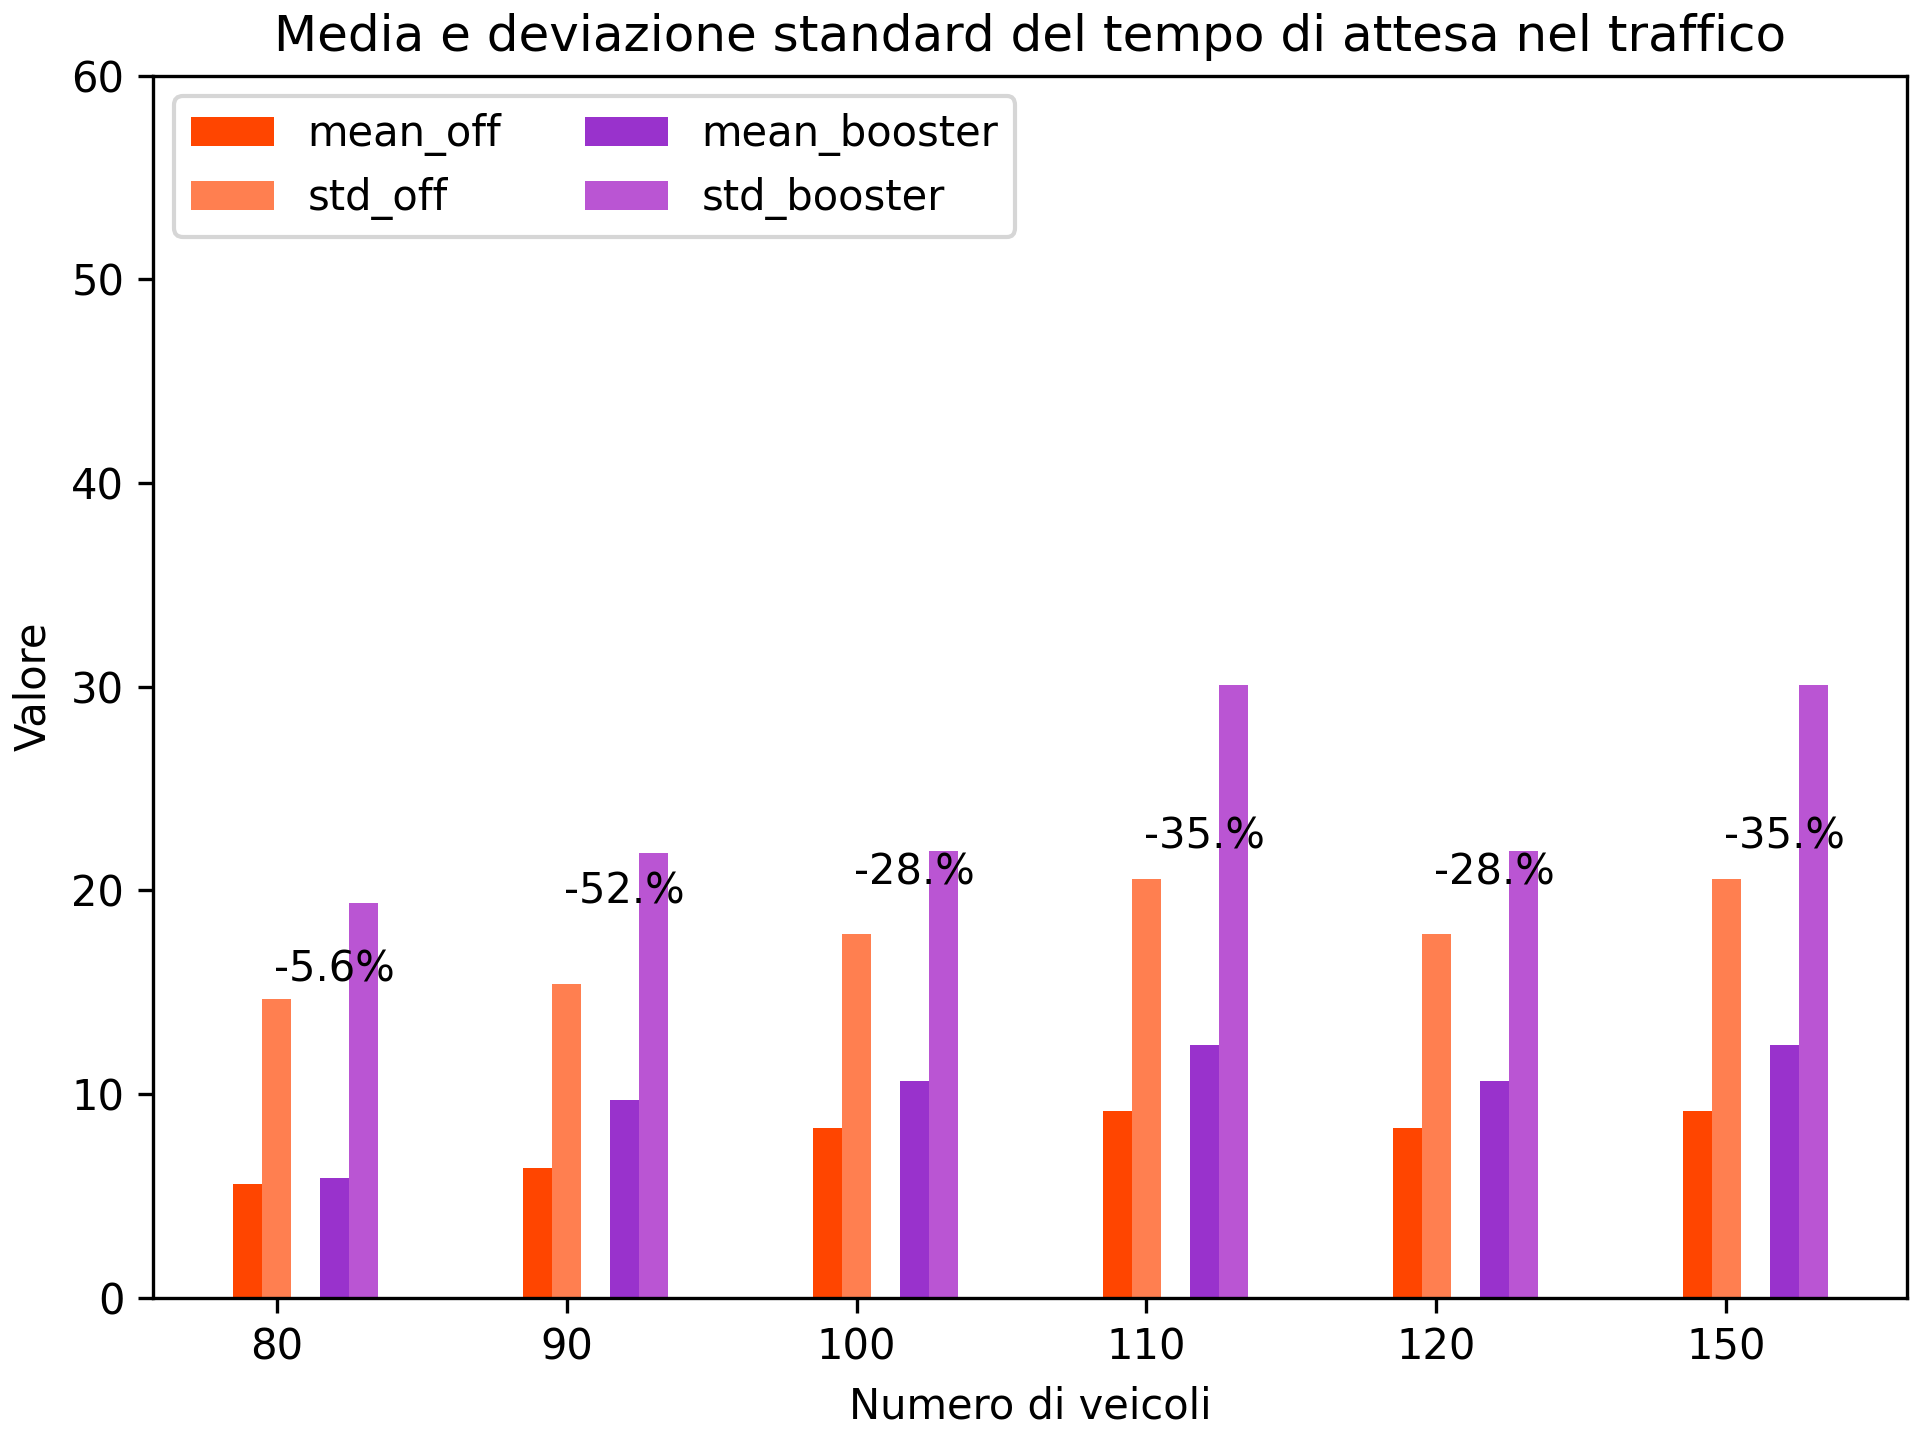 Media e deviazione standard del tempo di attesa nel traffico
60
50
40
30
20
10
0
Valore
mean_off
mean_booster
std_off
std_booster
-5.6%
-52.%
-28.%
-35.%
-28.%
-35.%
80 90 100 110 120 150
Numero di veicoli